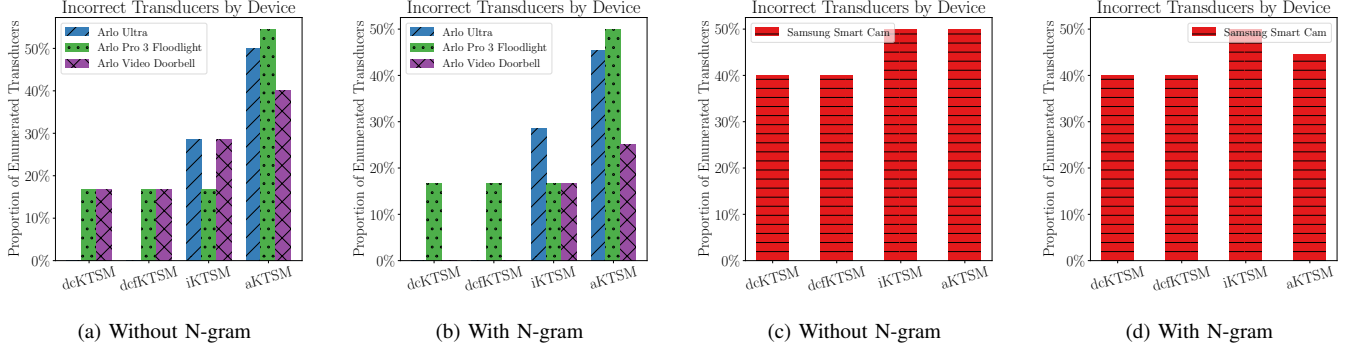 Incorrect Transducers by Device
Proportion of Enumerated Transducers
50%
40%
30%
20%
10%
0%
Arlo Ultra
Arlo Pro 3 Floodlight
Arlo Video Doorbell
dcKTSM
dcfKTSM
iKTSM
aKTSM
(a) Without N-gram
Incorrect Transducers by Device
Proportion of Enumerated Transducers
50%
40%
30%
20%
10%
0%
Arlo Ultra
Arlo Pro 3 Floodlight
Arlo Video Doorbell
dcKTSM
dcfKTSM
iKTSM
aKTSM
(b) With N-gram
Incorrect Transducers by Device
Proportion of Enumerated Transducers
50%
40%
30%
20%
10%
0%
Samsung Smart Cam
dcKTSM
dcfKTSM
iKTSM
aKTSM
(c) Without N-gram
Incorrect Transducers by Device
Proportion of Enumerated Transducers
50%
40%
30%
20%
10%
0%
Samsung Smart Cam
dcKTSM
dcfKTSM
iKTSM
aKTSM
(d) With N-gram